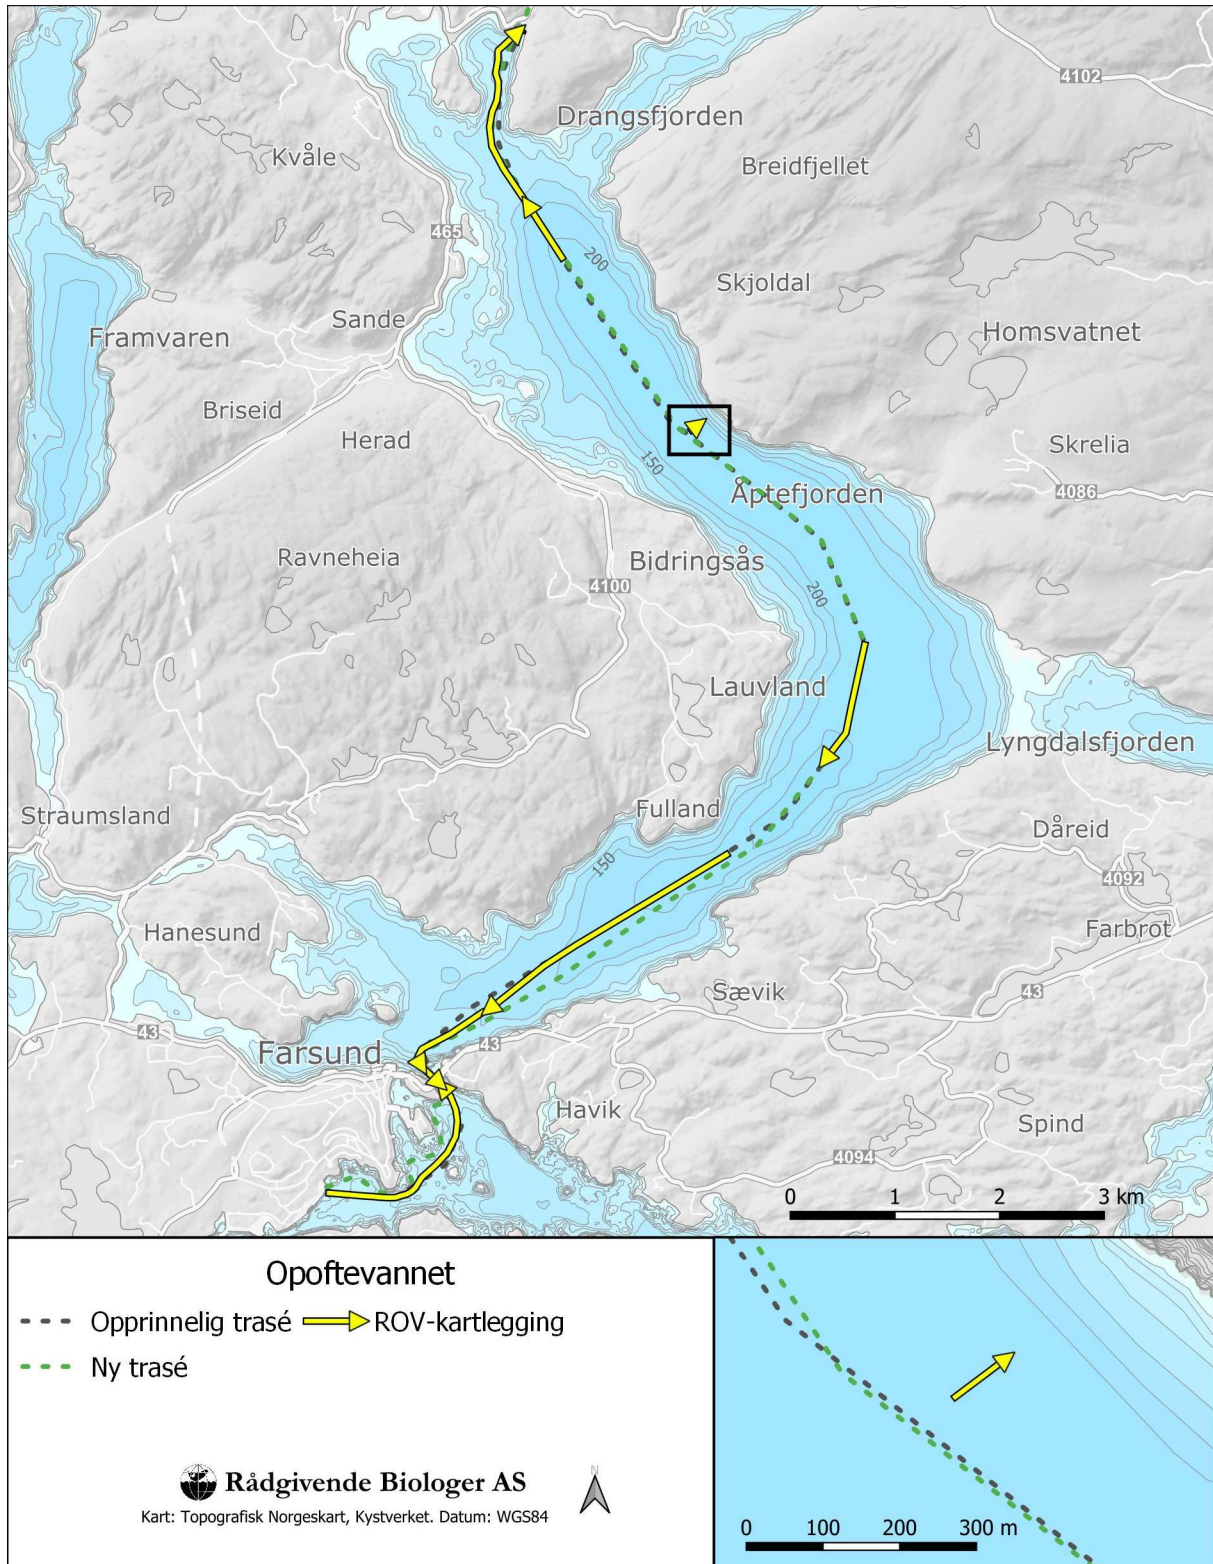 4102
Drangsfjorden
Kvåle
Breidfjellet
465
200
Skjoldal
Sande
Homsvatnet
Framvaren
Briseid
Herad
Skrelia
150
4086
Åptefjorden
Ravneheia
Bidringsås
4100
200
Lauvland
Lyngdalsfjorden
Straumsland
Fulland
Dåreid
150
4092
Hanesund
Farbrot
Sævik
43
43
43
Farsund
Havik
Spind
4094
0 1 2 3 km
Opoftevannet
Opprinnelig trasé
ROV-kartlegging
Ny trasé
N
Rådgivende Biologer AS
Kart: Topografisk Norgeskart, Kystverket. Datum: WGS84
0 100 200 300 m